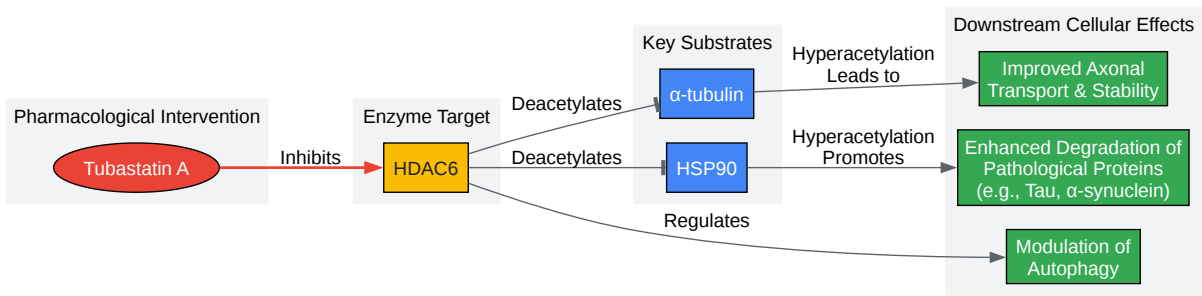 Pharmacological Intervention
Tubastatin A
Inhibits
Enzyme Target
HDAC6
Deacetylates
Deacetylates
Regulates
Key Substrates
α-tubulin
HSP90
Hyperacetylation
Leads to
Hyperacetylation
Promotes
Downstream Cellular Effects
Improved Axonal
Transport & Stability
Enhanced Degradation of
Pathological Proteins
(e.g., Tau, α-synuclein)
Modulation of
Autophagy